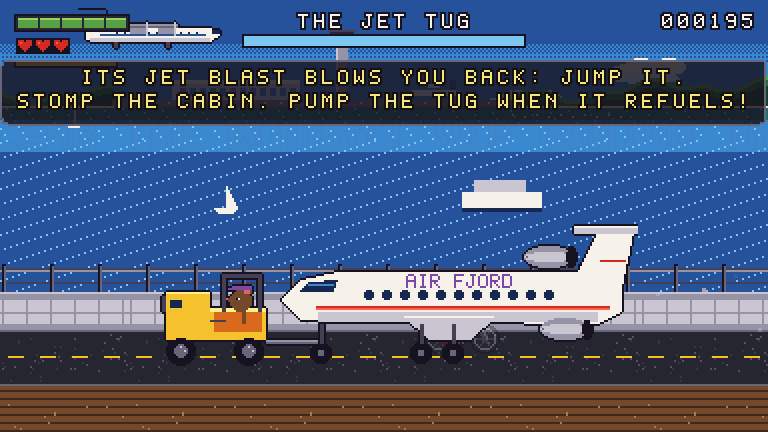 THE JET TUG
000195
ITS JET BLAST BLOWS YOU BACK: JUMP IT.
STOMP THE CABIN. PUMP THE TUG WHEN IT REFUELS!
AIR FJORD